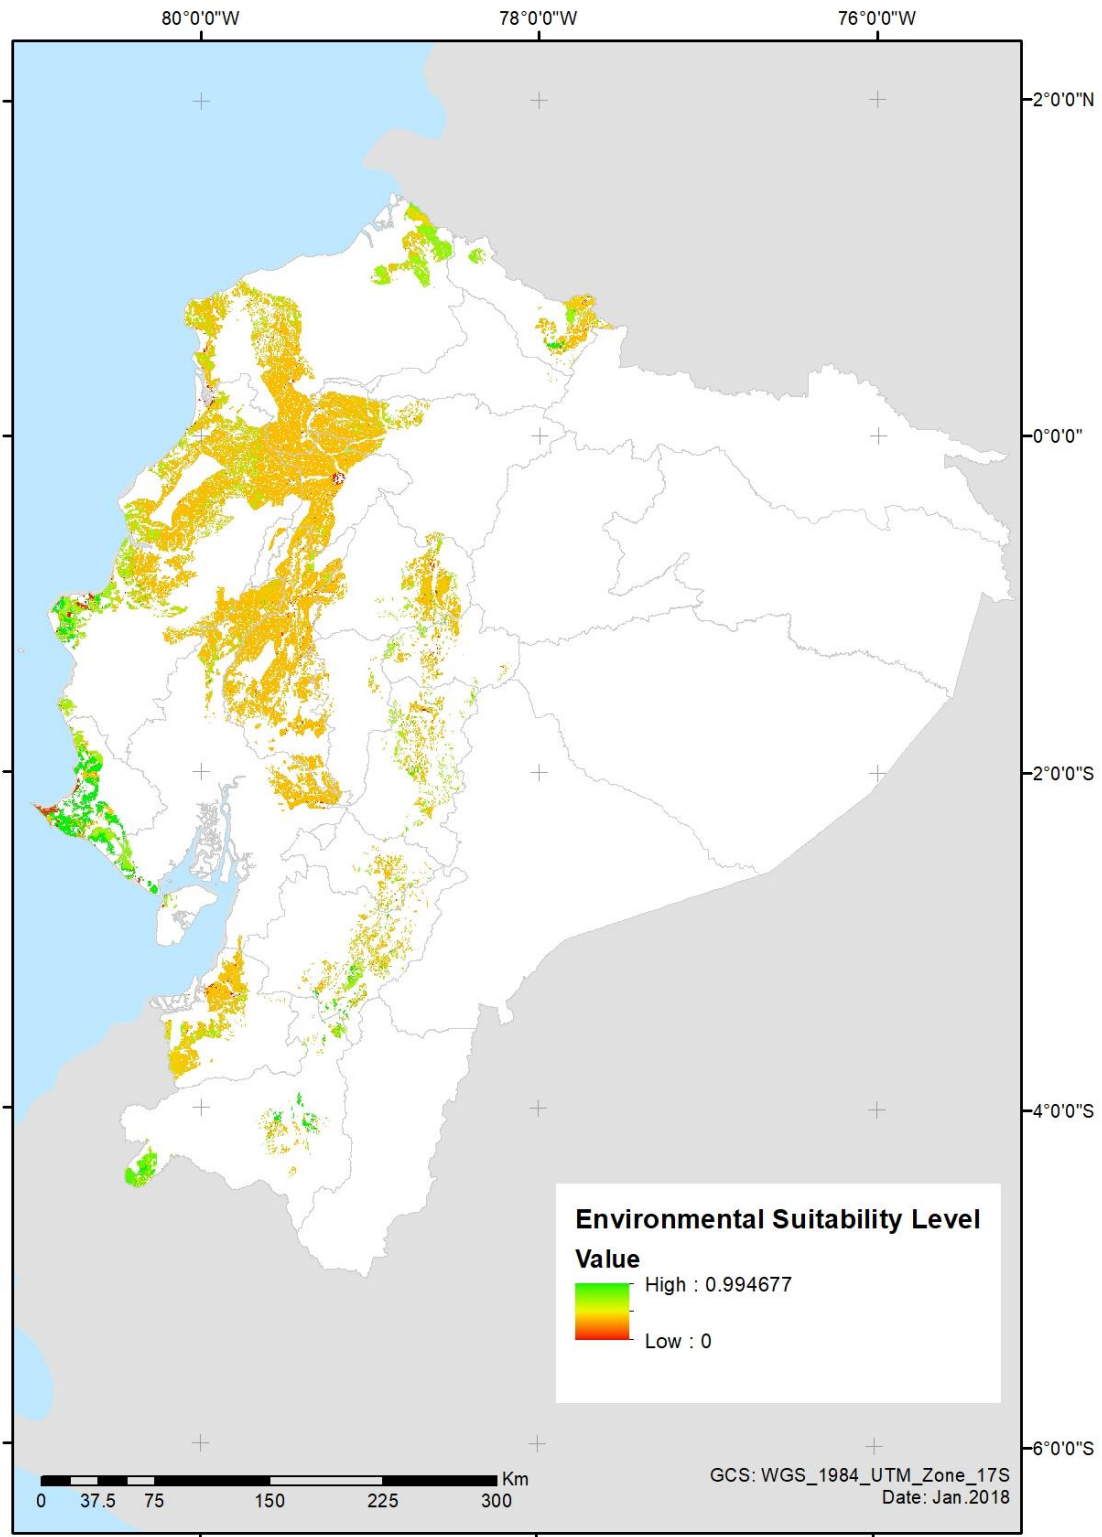 80°0'0"W 78°0'0"W 76°0'0"W
2°0'0"N
0°0'0"
2°0'0"S
4°0'0"S
Environmental Suitability Level
Value
High : 0.994677
Low : 0
6°0'0"S
Km
0 37.5 75 150 225 300
GCS: WGS_1984_UTM_Zone_17S
Date: Jan.2018